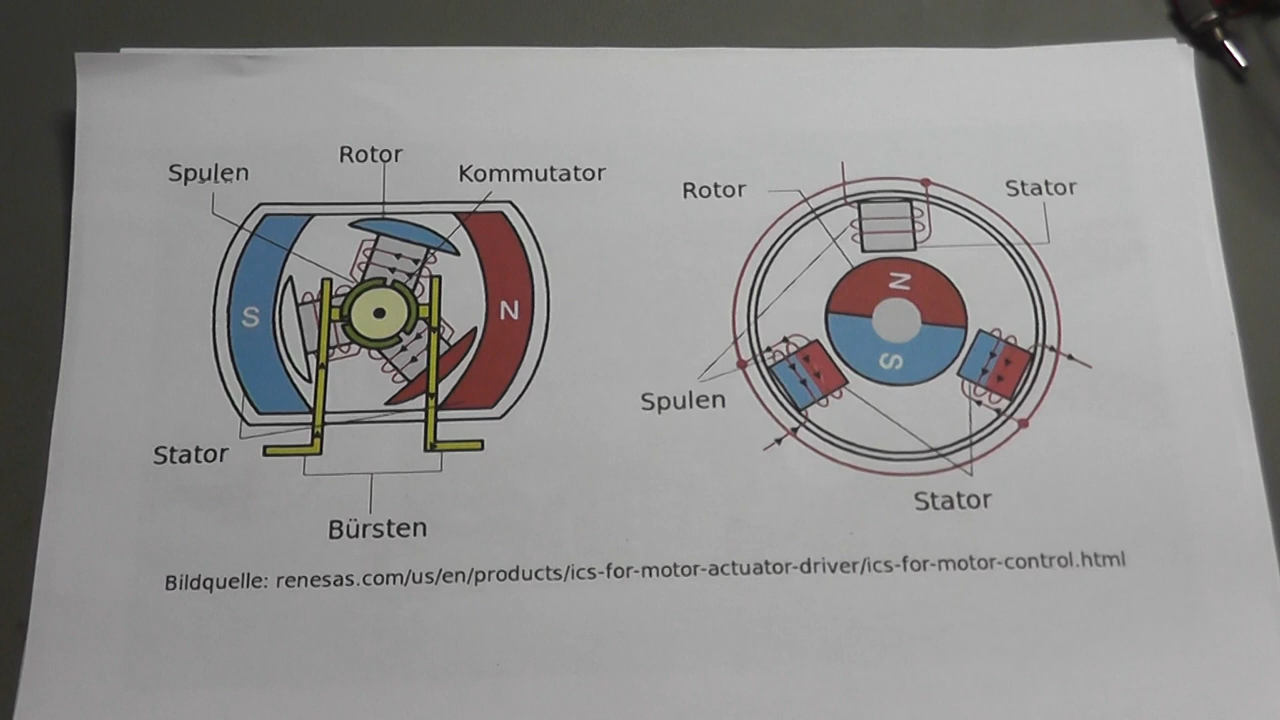 Rotor
Spulen
Kommutator
S
N
Stator
Bürsten
Rotor
Stator
N
S
Spulen
Stator
Bildquelle: renesas.com/us/en/products/ics-for-motor-actuator-driver/ics-for-motor-control.html